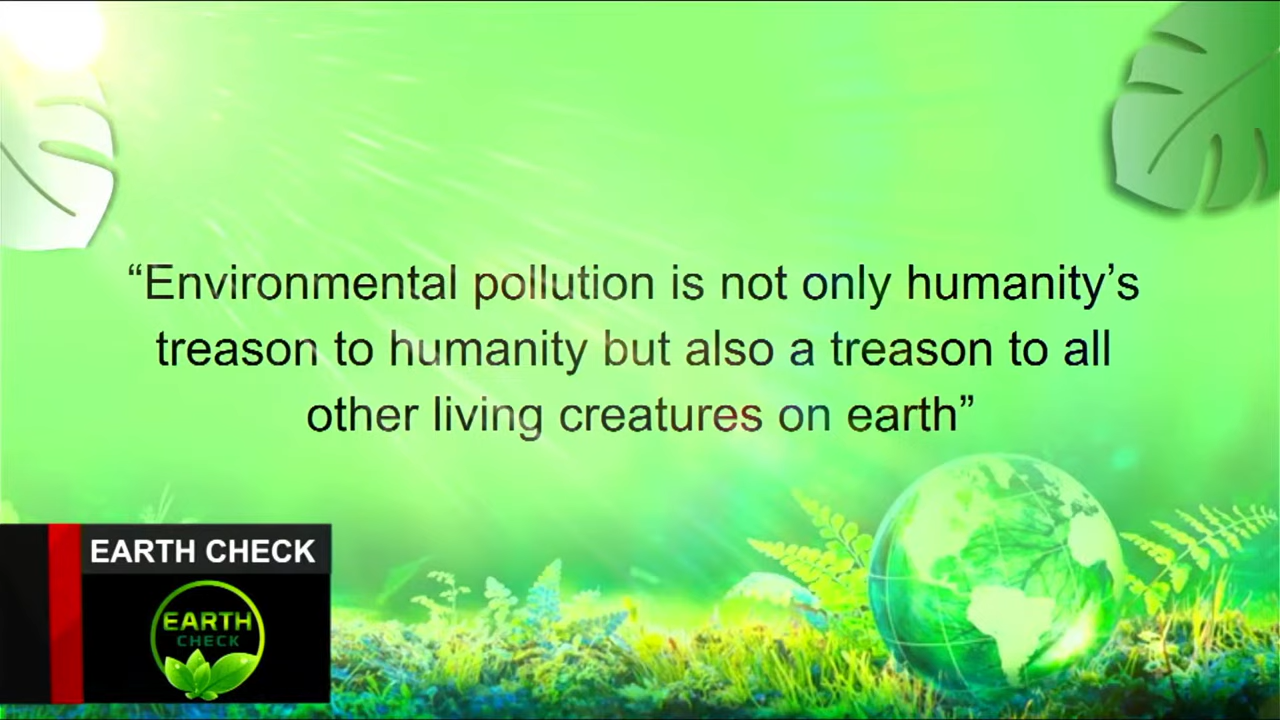 “Environmental pollution is not only humanity’s
treason to humanity but also a treason to all
other living creatures on earth”
EARTH CHECK
EARTH
CHECK